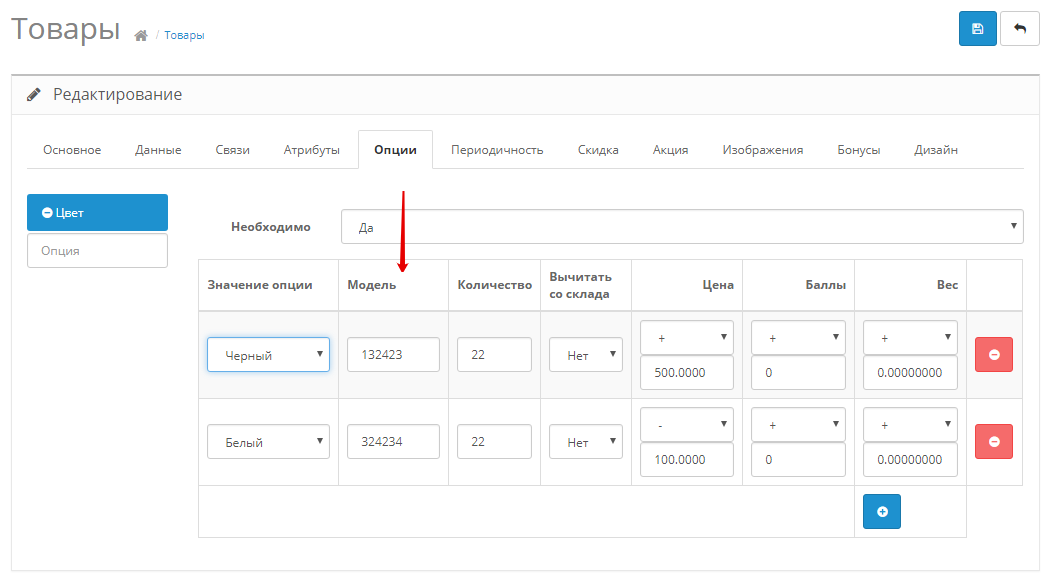 Товары / Товары
Редактирование
Основное Данные Связи Атрибуты Опции Периодичность Скидка Акция Изображения Бонусы Дизайн
Цвет
Опция
Необходимо Да
Значение опции Модель Количество Вычитать со склада Цена Баллы Вес
+ + +
Черный 132423 22 Нет
500.0000 0 0.00000000
- + +
Белый 324234 22 Нет
100.0000 0 0.00000000